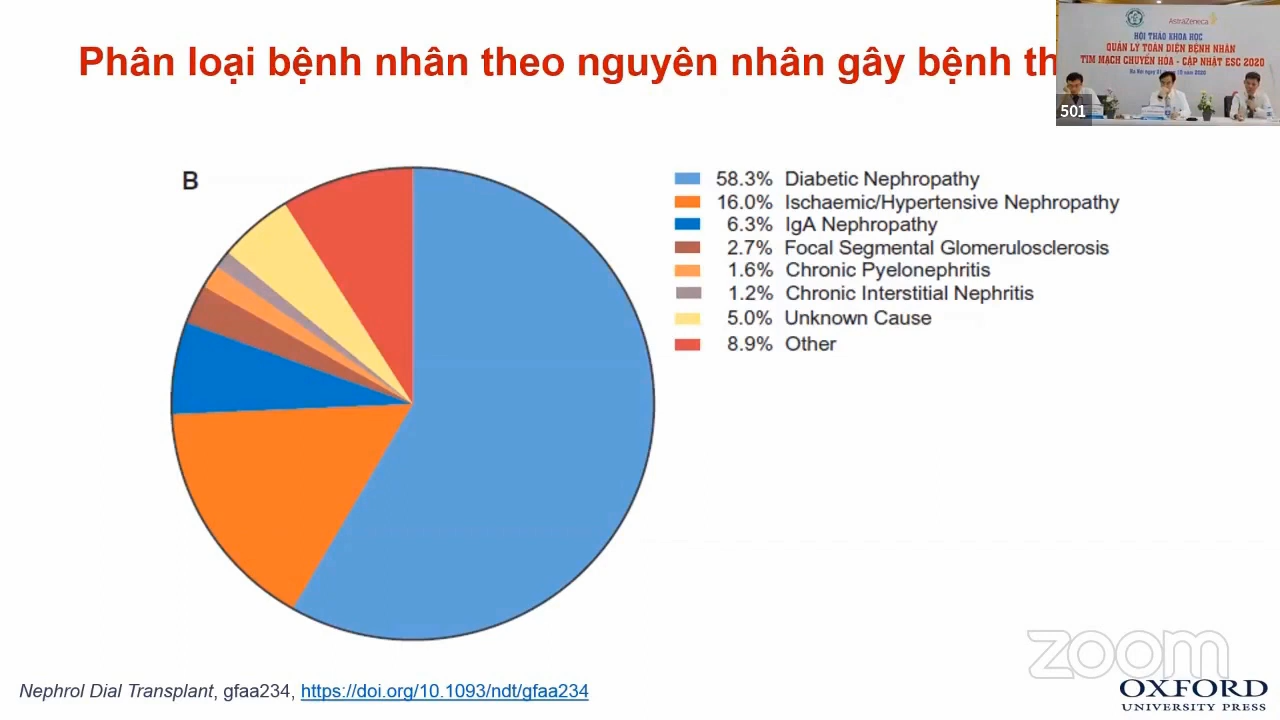 Phân loại bệnh nhân theo nguyên nhân gây bệnh th
AstraZeneca
HỘI THẢO KHOA HỌC
QUẢN LÝ TOÀN DIỆN BỆNH NHÂN
TIM MẠCH CHUYỂN HÓA - CẬP NHẬT ESC 2020
501
B
58.3% Diabetic Nephropathy
16.0% Ischaemic/Hypertensive Nephropathy
6.3% IgA Nephropathy
2.7% Focal Segmental Glomerulosclerosis
1.6% Chronic Pyelonephritis
1.2% Chronic Interstitial Nephritis
5.0% Unknown Cause
8.9% Other
zoom
Nephrol Dial Transplant, gfaa234, https://doi.org/10.1093/ndt/gfaa234
OXFORD
UNIVERSITY PRESS